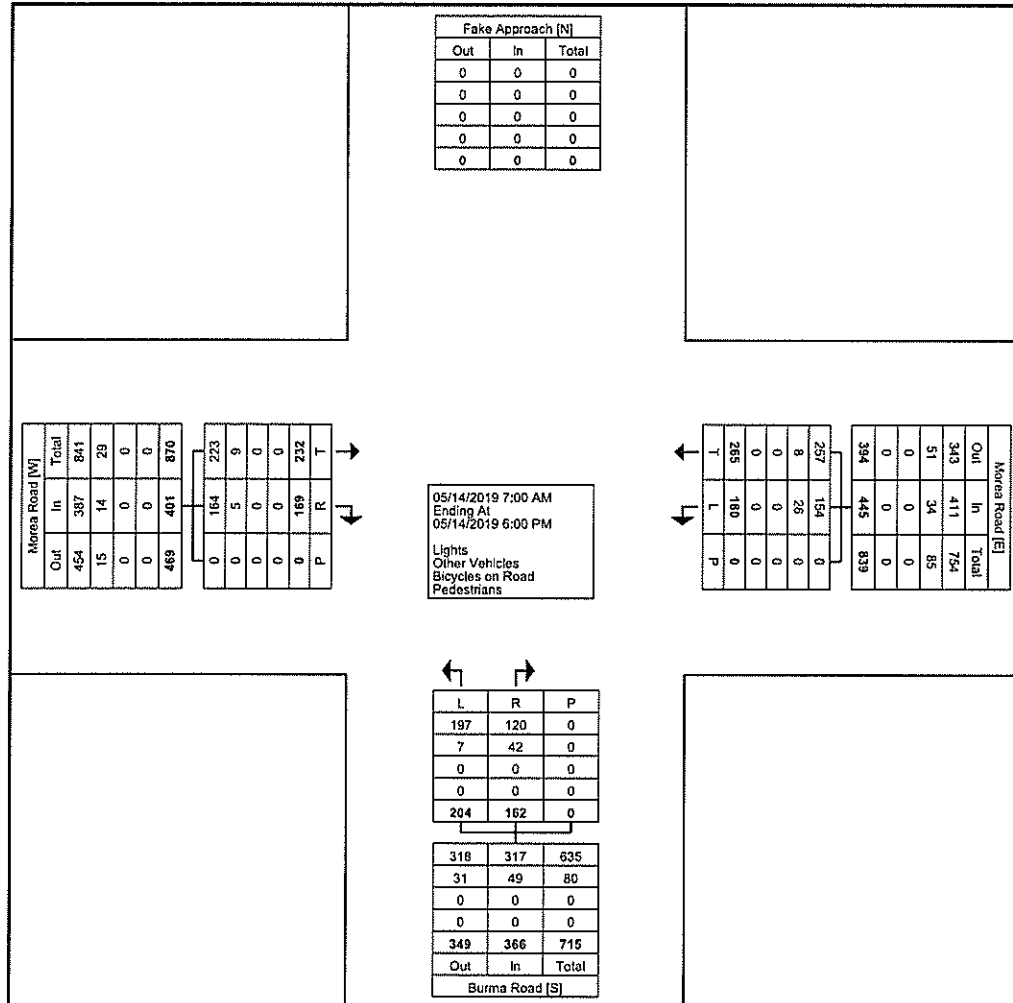 Fake Approach [N]
Out In Total
0 0 0
0 0 0
0 0 0
0 0 0
0 0 0
Morea Road [W]
Out In Total
454 387 841
15 14 29
0 0 0
0 0 0
469 401 870
0 164 223
0 5 9
0 0 0
0 0 0
0 169 232
P R T
05/14/2019 7:00 AM
Ending At
05/14/2019 6:00 PM
Lights
Other Vehicles
Bicycles on Road
Pedestrians
Morea Road [E]
Out In Total
343 411 754
51 34 85
0 0 0
0 0 0
394 445 839
257 154 0
8 26 0
0 0 0
0 0 0
265 180 0
T L P
L R P
197 120 0
7 42 0
0 0 0
0 0 0
204 162 0
318 317 635
31 49 80
0 0 0
0 0 0
349 366 715
Out In Total
Burma Road [S]